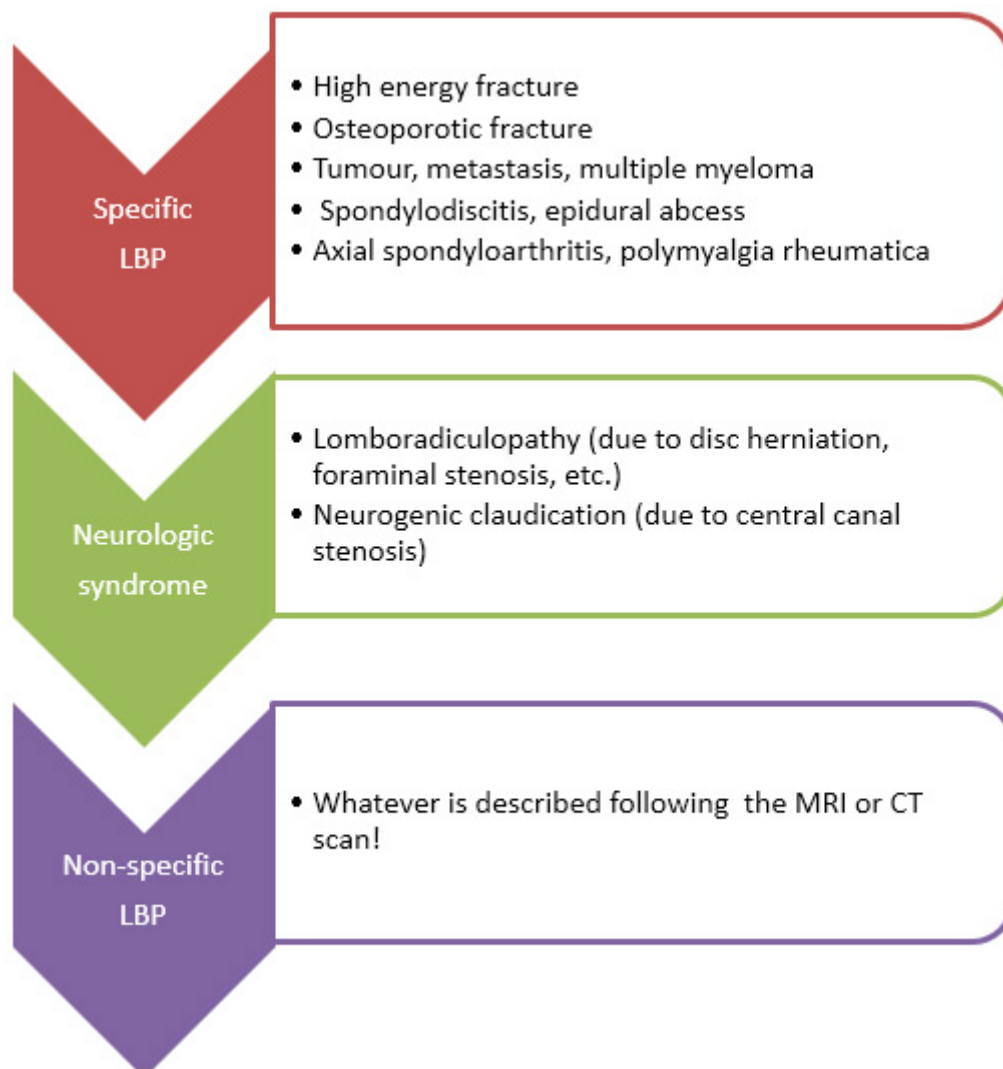 Specific
LBP
• High energy fracture
• Osteoporotic fracture
• Tumour, metastasis, multiple myeloma
• Spondylodiscitis, epidural abcess
• Axial spondyloarthritis, polymyalgia rheumatica
Neurologic
syndrome
• Lomboradiculopathy (due to disc herniation,
foraminal stenosis, etc.)
• Neurogenic claudication (due to central canal
stenosis)
Non-specific
LBP
• Whatever is described following the MRI or CT
scan!